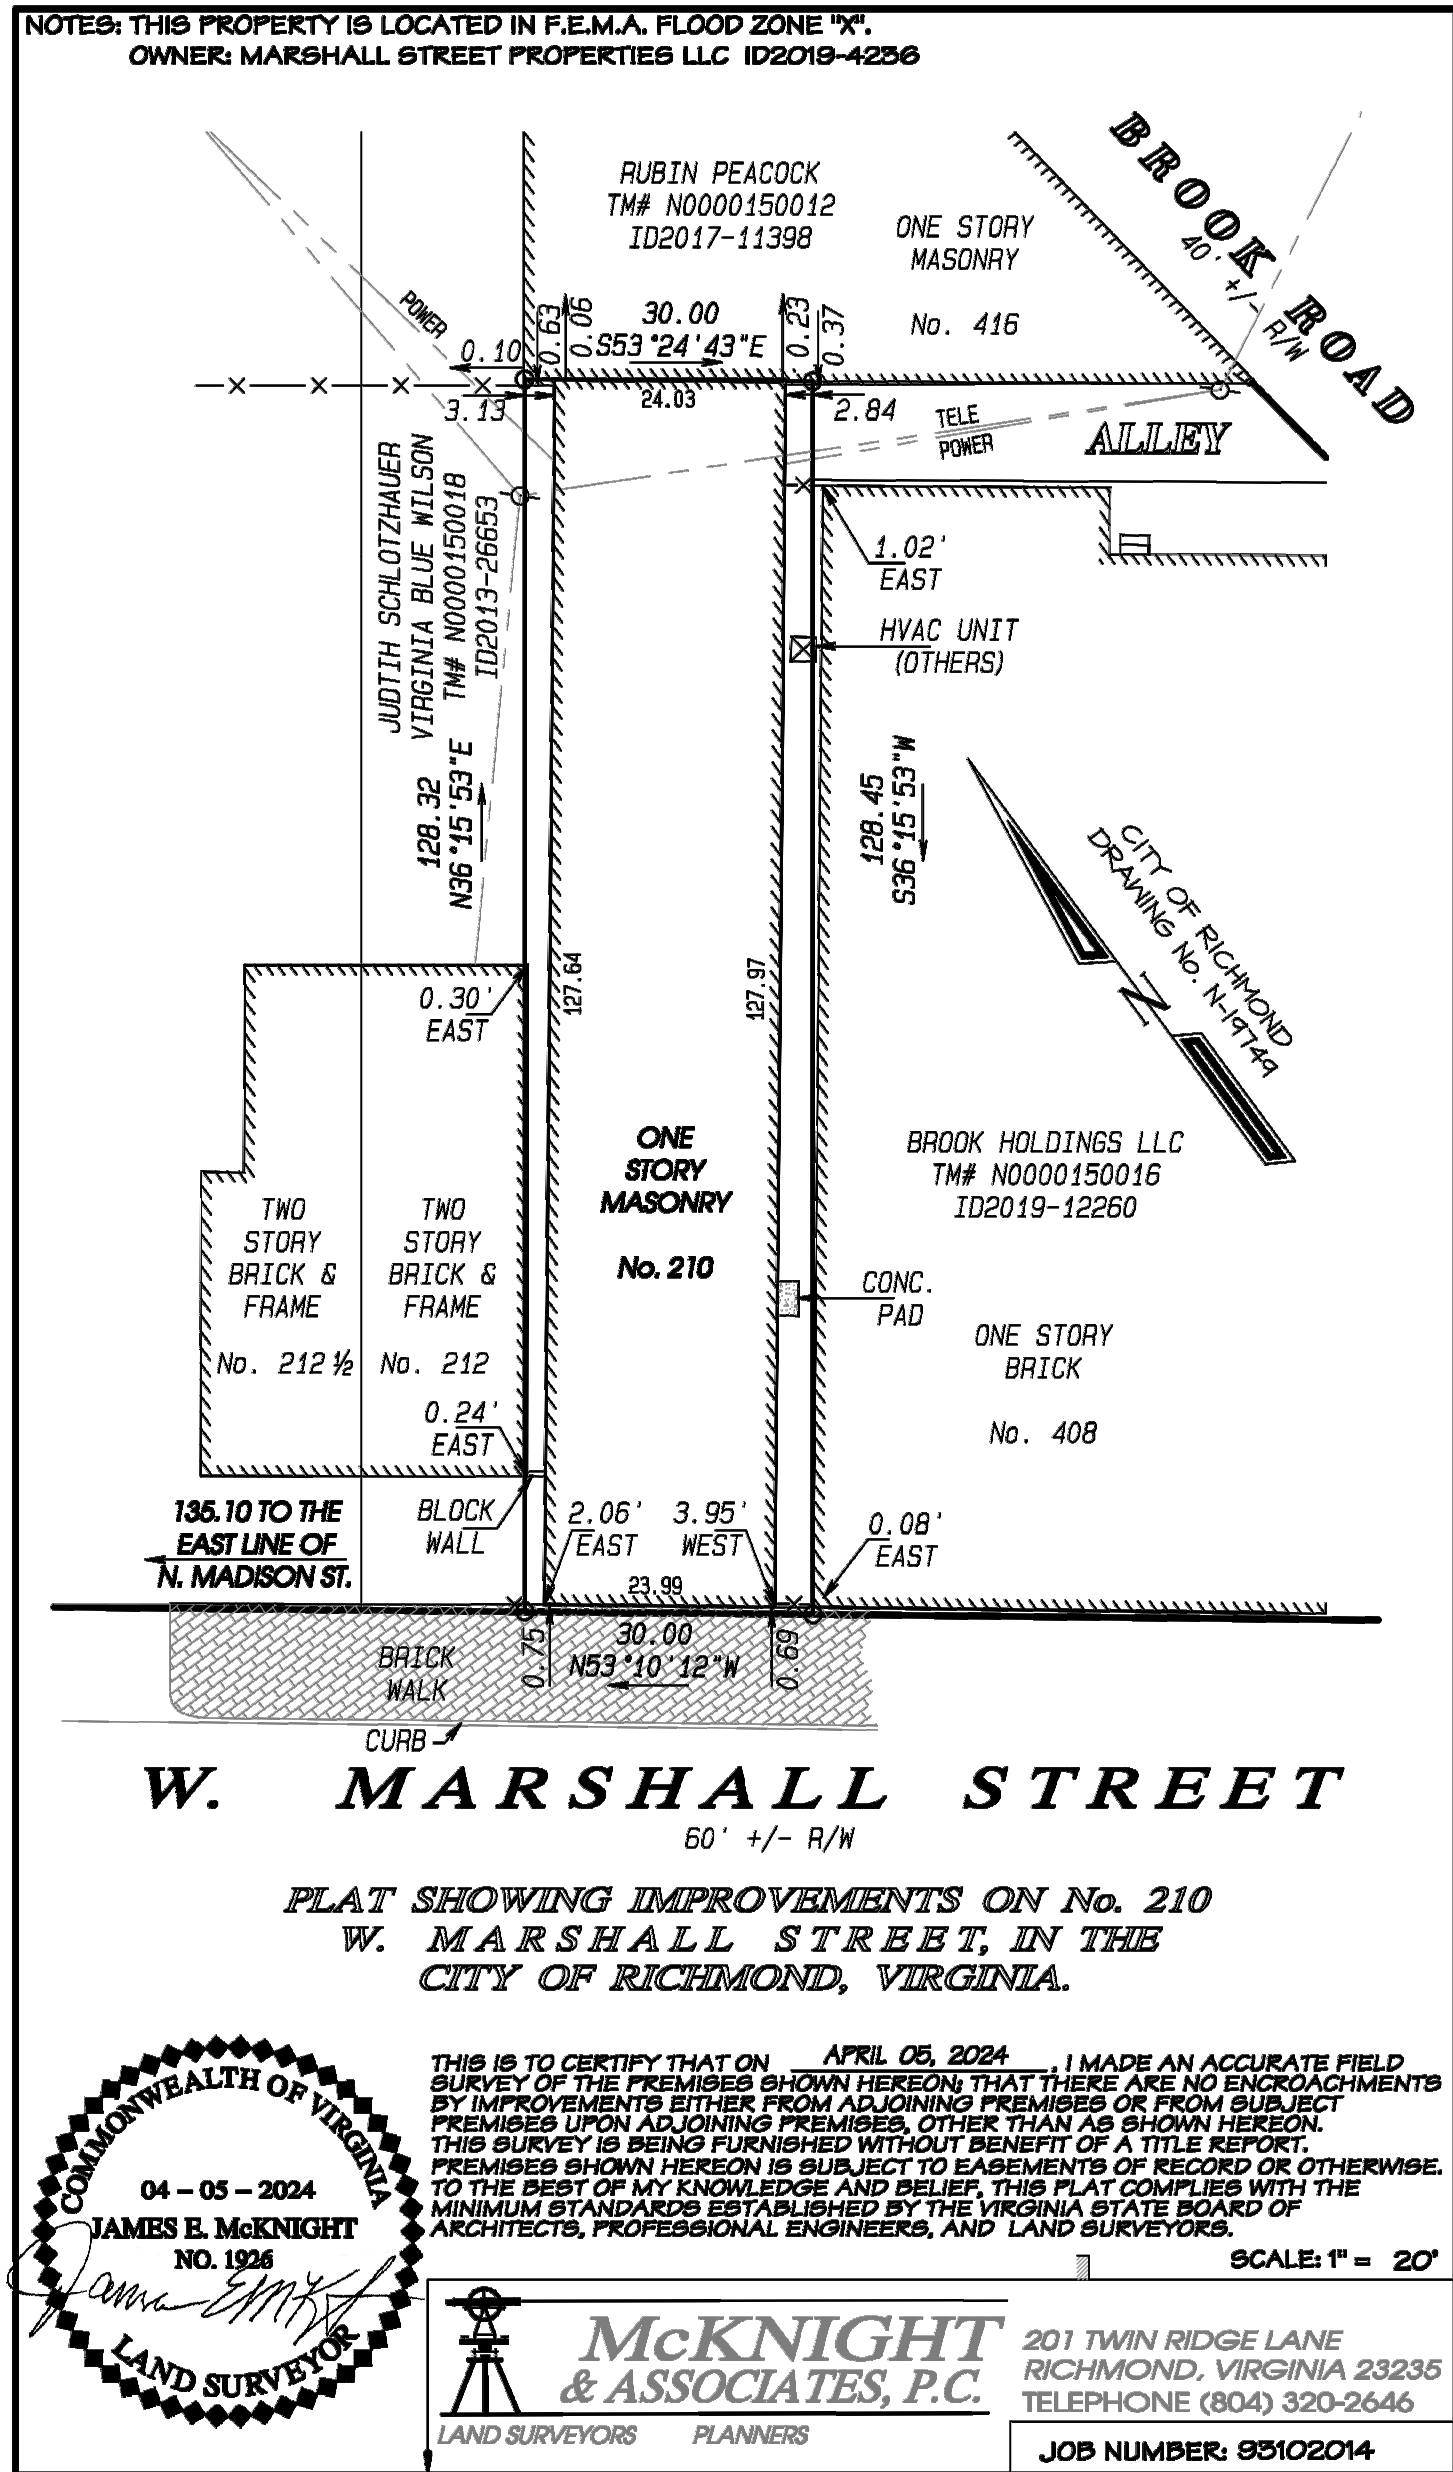 NOTES: THIS PROPERTY IS LOCATED IN F.E.M.A. FLOOD ZONE "X".
OWNER: MARSHALL STREET PROPERTIES LLC ID2019-4236
RUBIN PEACOCK
TM# N0000150012
ID2017-11398
ONE STORY
MASONRY
No. 416
BROOK ROAD
40' +/- R/W
POWER
0.10
0.63
0.06
30.00
S53°24'43"E
0.23
0.37
3.13
24.03
2.84
TELE
POWER
ALLEY
JUDTIH SCHLOTZHAUER
VIRGINIA BLUE WILSON
TM# N0000150018
ID2013-26653
1.02'
EAST
HVAC UNIT
(OTHERS)
128.32
N36°15'53"E
128.45
S36°15'53"W
CITY OF RICHMOND
DRAWING No. N-19749
N
127.64
127.97
0.30'
EAST
ONE
STORY
MASONRY
No. 210
BROOK HOLDINGS LLC
TM# N0000150016
ID2019-12260
TWO
STORY
BRICK &
FRAME
No. 212 ½
TWO
STORY
BRICK &
FRAME
No. 212
CONC.
PAD
ONE STORY
BRICK
No. 408
0.24'
EAST
BLOCK
WALL
135.10 TO THE
EAST LINE OF
N. MADISON ST.
2.06'
EAST
3.95'
WEST
0.08'
EAST
23.99
BRICK
WALK
0.75
30.00
N53°10'12"W
0.69
CURB
W. MARSHALL STREET
60' +/- R/W
PLAT SHOWING IMPROVEMENTS ON No. 210
W. MARSHALL STREET, IN THE
CITY OF RICHMOND, VIRGINIA.
THIS IS TO CERTIFY THAT ON APRIL 05, 2024, I MADE AN ACCURATE FIELD
SURVEY OF THE PREMISES SHOWN HEREON; THAT THERE ARE NO ENCROACHMENTS
BY IMPROVEMENTS EITHER FROM ADJOINING PREMISES OR FROM SUBJECT
PREMISES UPON ADJOINING PREMISES, OTHER THAN AS SHOWN HEREON.
THIS SURVEY IS BEING FURNISHED WITHOUT BENEFIT OF A TITLE REPORT.
PREMISES SHOWN HEREON IS SUBJECT TO EASEMENTS OF RECORD OR OTHERWISE.
TO THE BEST OF MY KNOWLEDGE AND BELIEF, THIS PLAT COMPLIES WITH THE
MINIMUM STANDARDS ESTABLISHED BY THE VIRGINIA STATE BOARD OF
ARCHITECTS, PROFESSIONAL ENGINEERS, AND LAND SURVEYORS.
SCALE: 1" = 20'
COMMONWEALTH OF VIRGINIA
04 – 05 – 2024
JAMES E. McKNIGHT
NO. 1926
LAND SURVEYOR
McKNIGHT
& ASSOCIATES, P.C.
LAND SURVEYORS PLANNERS
201 TWIN RIDGE LANE
RICHMOND, VIRGINIA 23235
TELEPHONE (804) 320-2646
JOB NUMBER: 93102014